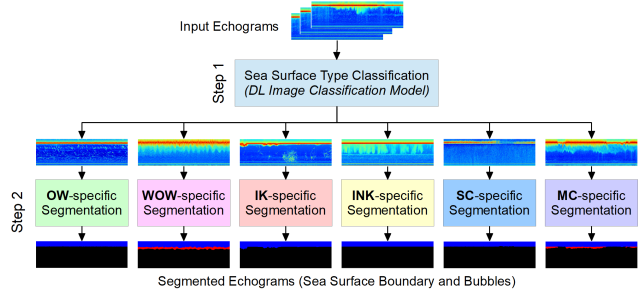 Input Echograms
Step 1
Sea Surface Type Classification
(DL Image Classification Model)
Step 2
OW-specific
Segmentation
WOW-specific
Segmentation
IK-specific
Segmentation
INK-specific
Segmentation
SC-specific
Segmentation
MC-specific
Segmentation
Segmented Echograms (Sea Surface Boundary and Bubbles)